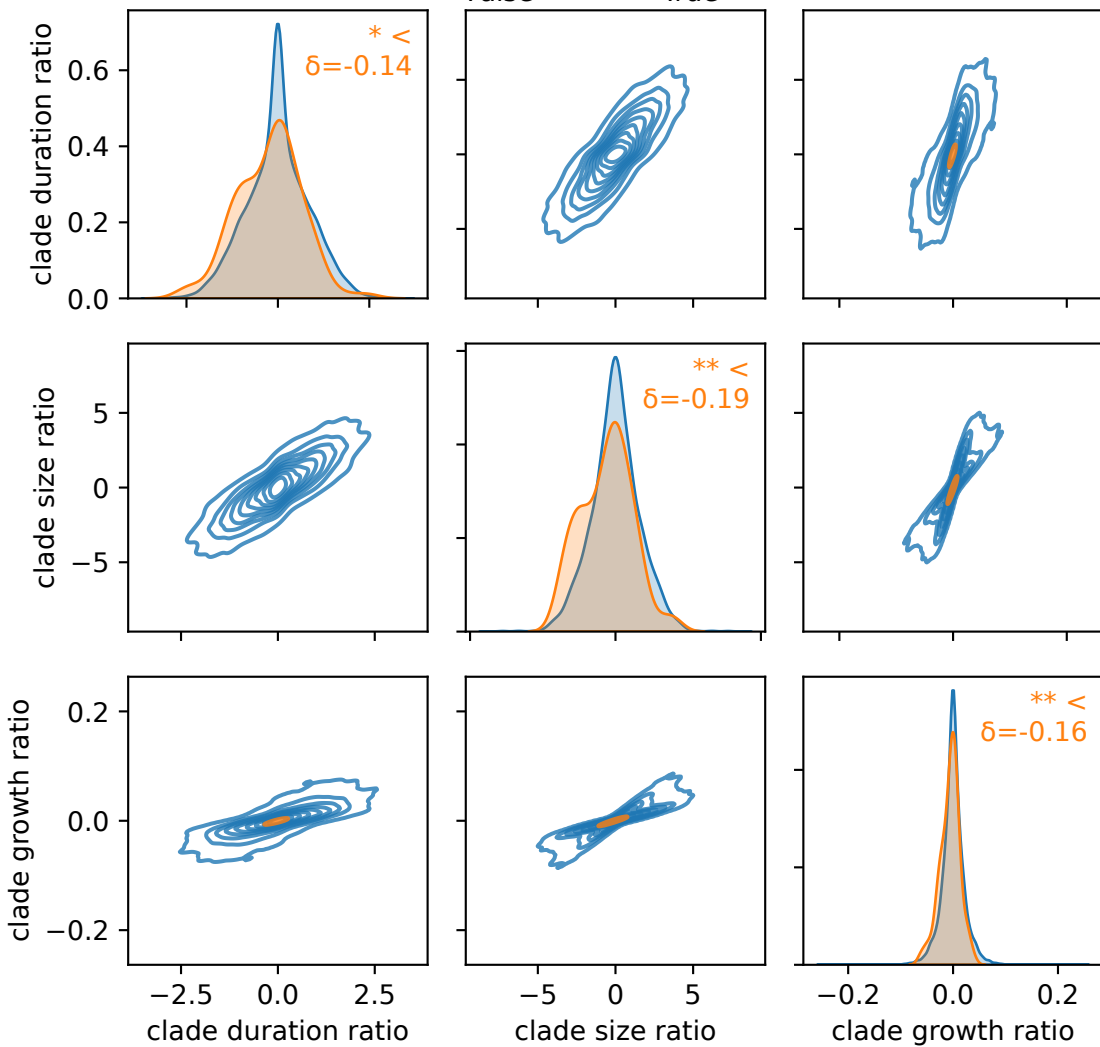 clade duration ratio
0.6
0.4
0.2
0.0
* <
δ=-0.14
clade size ratio
5
0
−5
** <
δ=-0.19
clade growth ratio
0.2
0.0
−0.2
** <
δ=-0.16
−2.5 0.0 2.5
clade duration ratio
−5 0 5
clade size ratio
−0.2 0.0 0.2
clade growth ratio